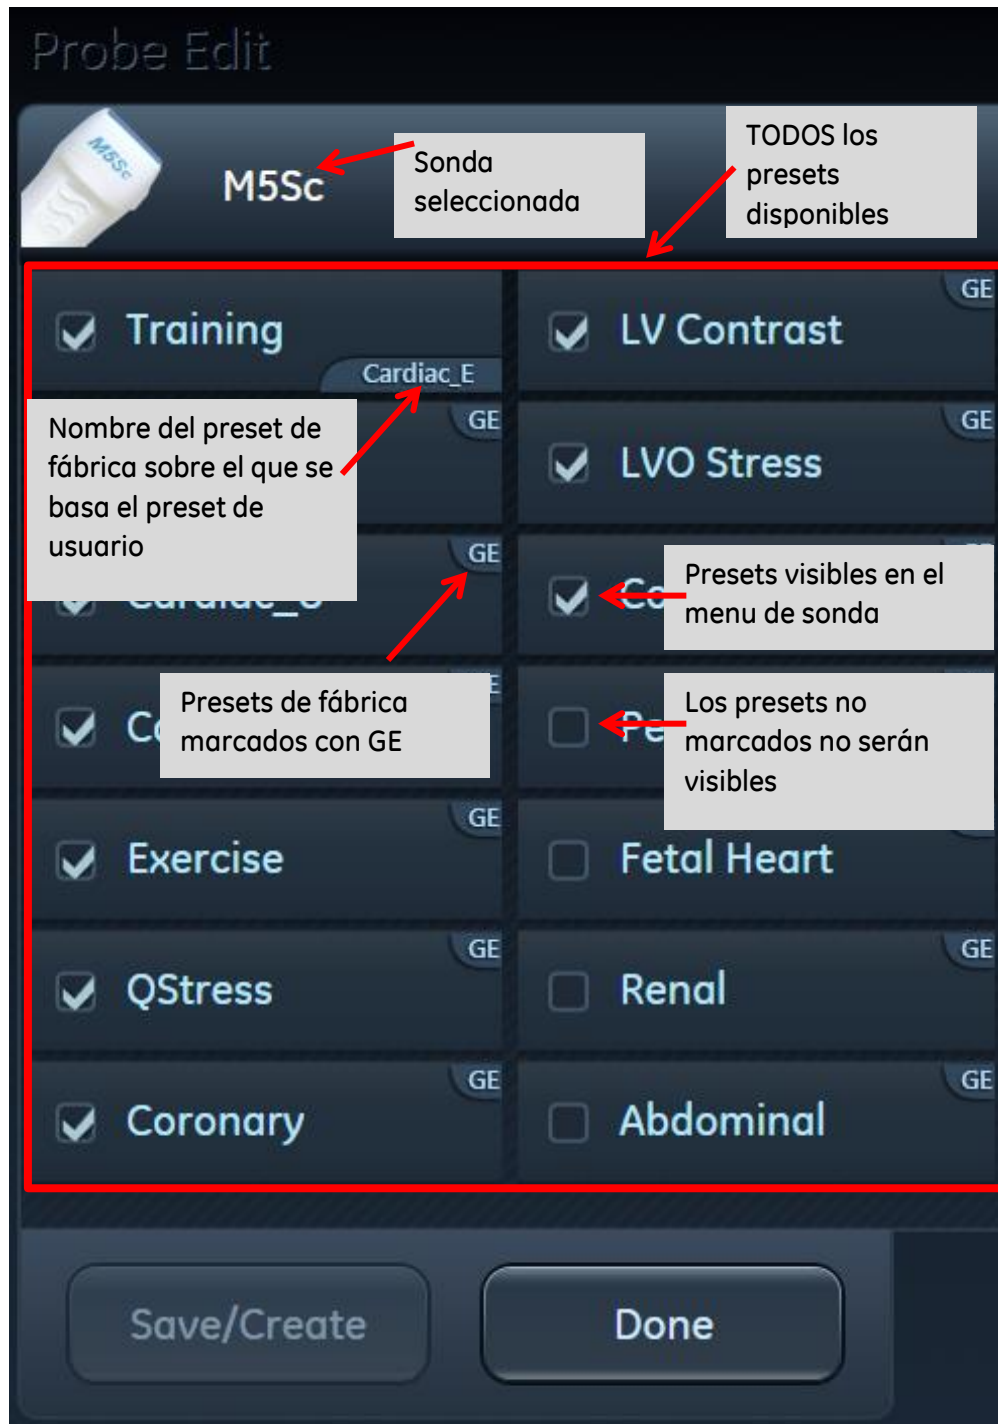 Probe Edit
M5Sc
M5Sc
Sonda
seleccionada
TODOS los
presets
disponibles
Training
Cardiac_E
LV Contrast
GE
Nombre del preset de
fábrica sobre el que se
basa el preset de
usuario
GE
LVO Stress
GE
GE
Presets visibles en el
menu de sonda
Presets de fábrica
marcados con GE
Los presets no
marcados no serán
visibles
Exercise
GE
Fetal Heart
QStress
GE
Renal
GE
Coronary
GE
Abdominal
GE
Save/Create
Done